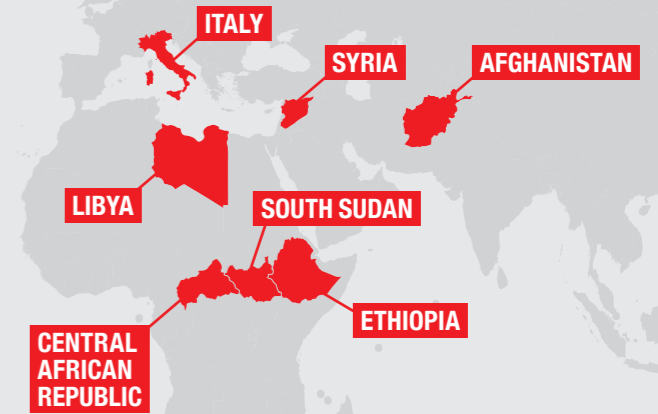 ITALY
SYRIA
AFGHANISTAN
LIBYA
SOUTH SUDAN
ETHIOPIA
CENTRAL
AFRICAN
REPUBLIC